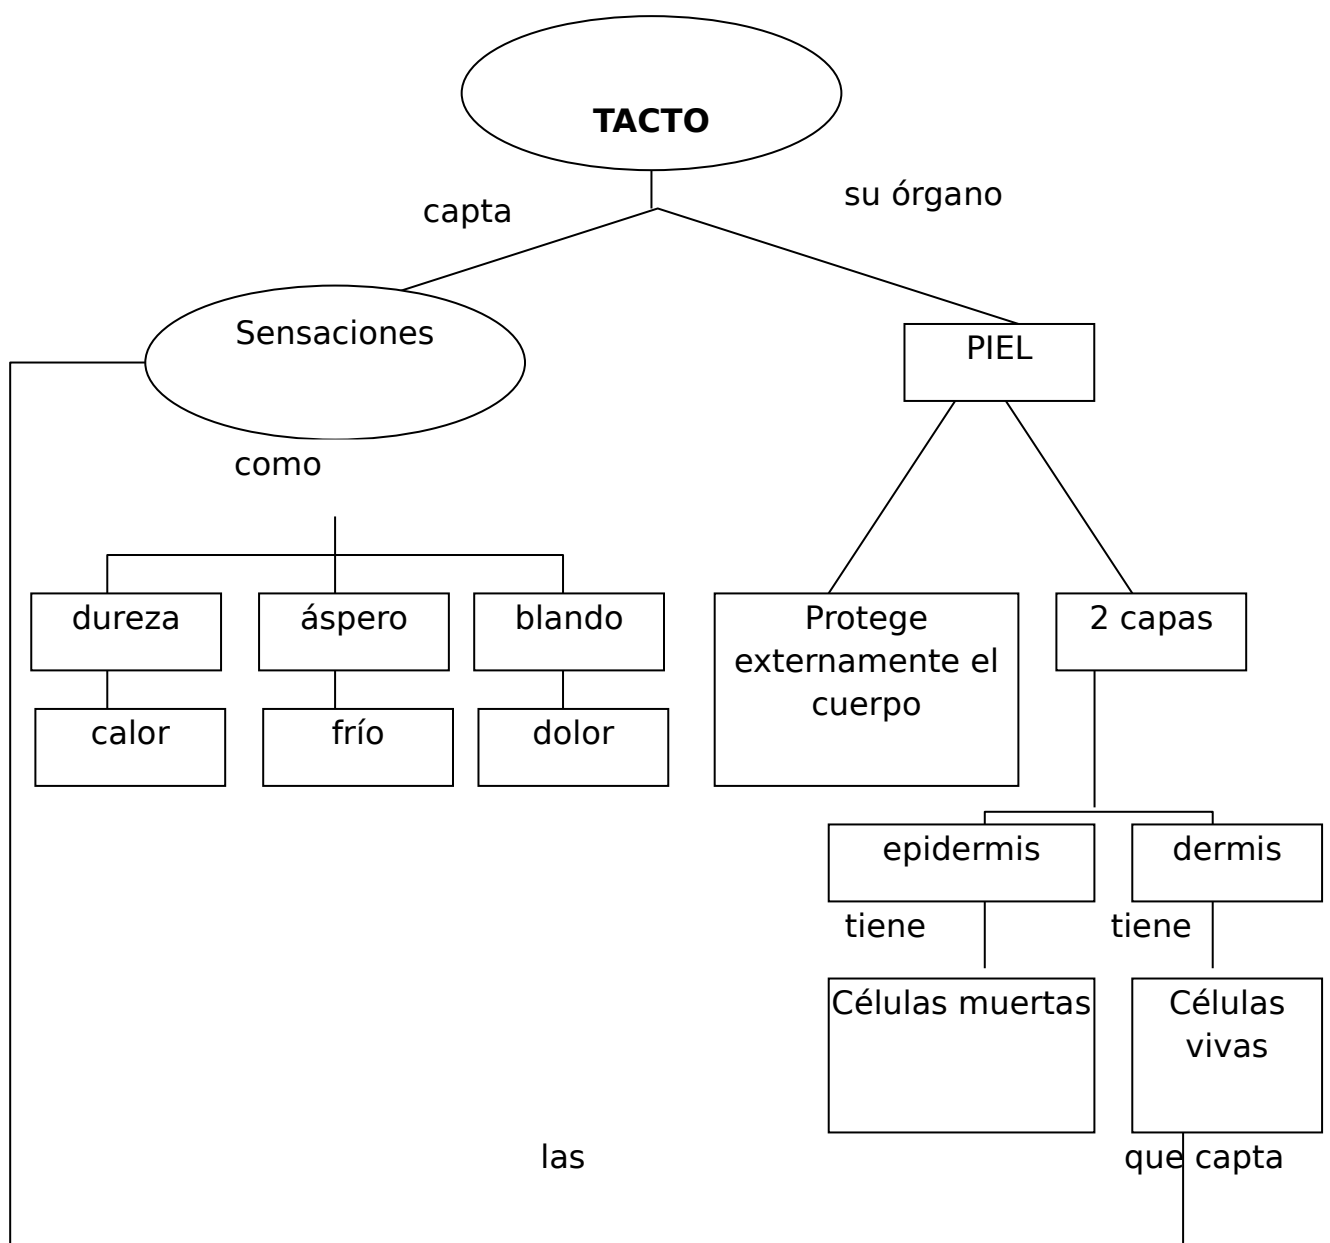 TACTO
su órgano
capta
Sensaciones
PIEL
como
dureza
áspero
blando
Protege
externamente el
cuerpo
2 capas
calor
frío
dolor
epidermis
dermis
tiene
tiene
Células muertas
Células
vivas
las
que capta